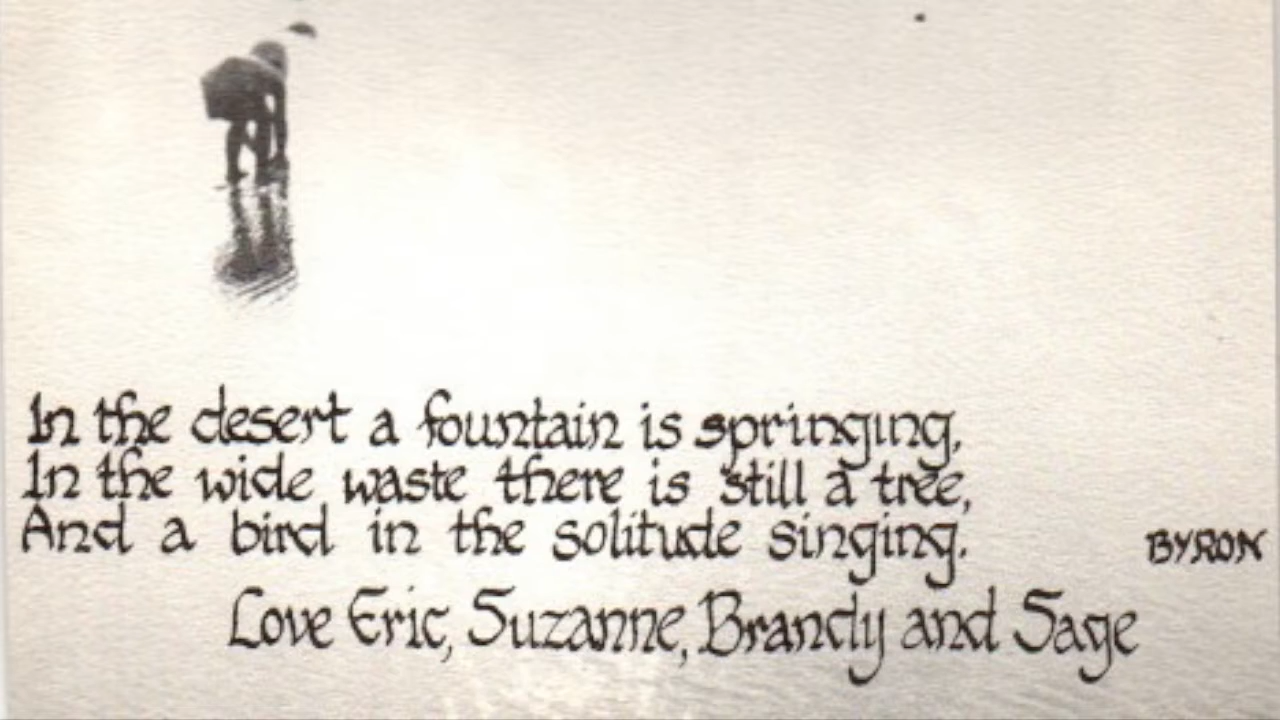 In the desert a fountain is springing,
In the wide waste there is still a tree,
And a bird in the solitude singing.
BYRON
Love Eric, Suzanne, Brandy and Sage